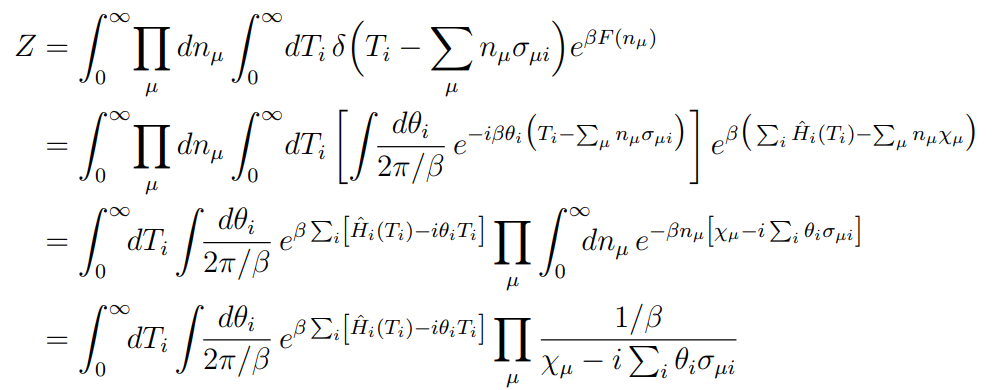 Z = \int_0^\infty \prod_\mu dn_\mu \int_0^\infty dT_i \, \delta\Big(T_i - \sum_\mu n_\mu \sigma_{\mu i}\Big) e^{\beta F(n_\mu)}
= \int_0^\infty \prod_\mu dn_\mu \int_0^\infty dT_i \left[ \int \frac{d\theta_i}{2\pi/\beta} e^{-i\beta\theta_i \left(T_i - \sum_\mu n_\mu \sigma_{\mu i}\right)} \right] e^{\beta \left( \sum_i \hat{H}_i(T_i) - \sum_\mu n_\mu \chi_\mu \right)}
= \int_0^\infty dT_i \int \frac{d\theta_i}{2\pi/\beta} e^{\beta \sum_i \left[ \hat{H}_i(T_i) - i\theta_i T_i \right]} \prod_\mu \int_0^\infty dn_\mu \, e^{-\beta n_\mu \left[ \chi_\mu - i \sum_i \theta_i \sigma_{\mu i} \right]}
= \int_0^\infty dT_i \int \frac{d\theta_i}{2\pi/\beta} e^{\beta \sum_i \left[ \hat{H}_i(T_i) - i\theta_i T_i \right]} \prod_\mu \frac{1/\beta}{\chi_\mu - i \sum_i \theta_i \sigma_{\mu i}}